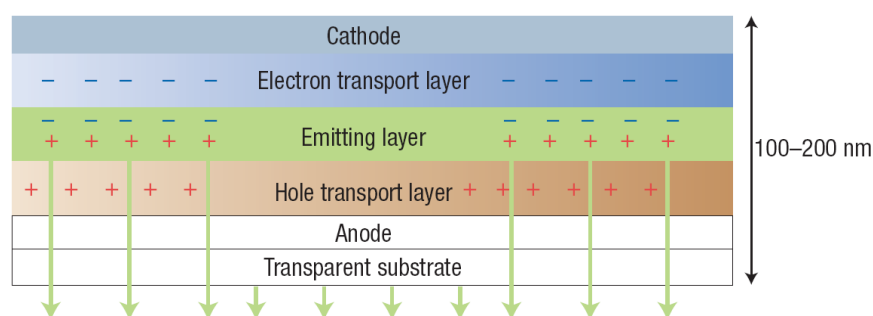 Cathode
Electron transport layer
Emitting layer
100–200 nm
Hole transport layer
Anode
Transparent substrate